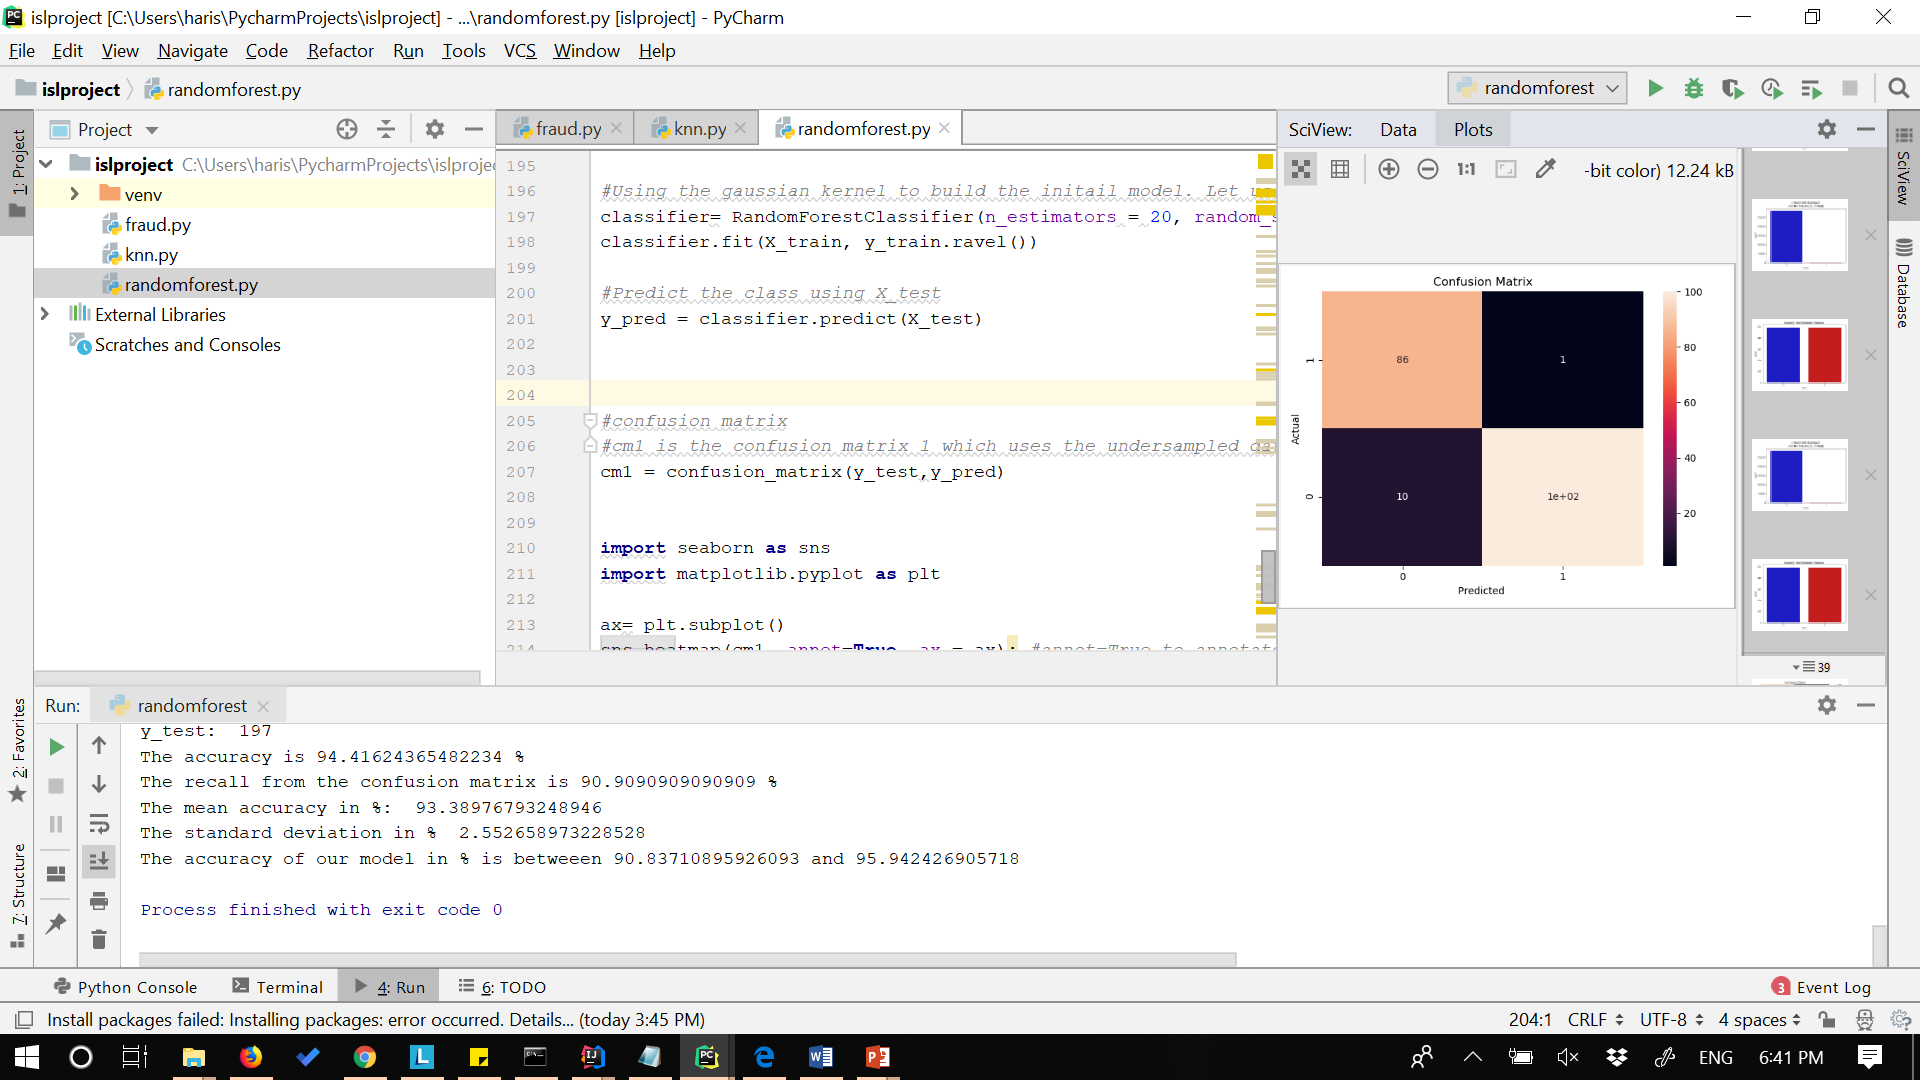 islproject [C:\Users\haris\PycharmProjects\islproject] - ...\randomforest.py [islproject] - PyCharm
File Edit View Navigate Code Refactor Run Tools VCS Window Help
islproject randomforest.py
randomforest
1: Project
Project
islproject C:\Users\haris\PycharmProjects\islproje
venv
fraud.py
knn.py
randomforest.py
External Libraries
Scratches and Consoles
fraud.py knn.py randomforest.py
195
196 #Using the gaussian kernel to build the initail model. Let u
197 classifier= RandomForestClassifier(n_estimators = 20, random_
198 classifier.fit(X_train, y_train.ravel())
199
200 #Predict the class using X_test
201 y_pred = classifier.predict(X_test)
202
203
204
205 #confusion matrix
206 #cm1 is the confusion matrix 1 which uses the undersampled da
207 cm1 = confusion_matrix(y_test,y_pred)
208
209
210 import seaborn as sns
211 import matplotlib.pyplot as plt
212
213 ax= plt.subplot()
214 sns.heatmap(cm1, annot=True, ax = ax); #annot=True to annotat
SciView: Data Plots
1:1 -bit color) 12.24 kB
Confusion Matrix
Actual
1
0
86 1
10 1e+02
0 1
Predicted
100
80
60
40
20
39
SciView
Database
Run: randomforest
y_test: 197
The accuracy is 94.41624365482234 %
The recall from the confusion matrix is 90.9090909090909 %
The mean accuracy in %: 93.38976793248946
The standard deviation in % 2.552658973228528
The accuracy of our model in % is betweeen 90.83710895926093 and 95.942426905718
Process finished with exit code 0
2: Favorites
7: Structure
Python Console Terminal 4: Run 6: TODO
3 Event Log
Install packages failed: Installing packages: error occurred. Details... (today 3:45 PM)
204:1 CRLF UTF-8 4 spaces
ENG 6:41 PM